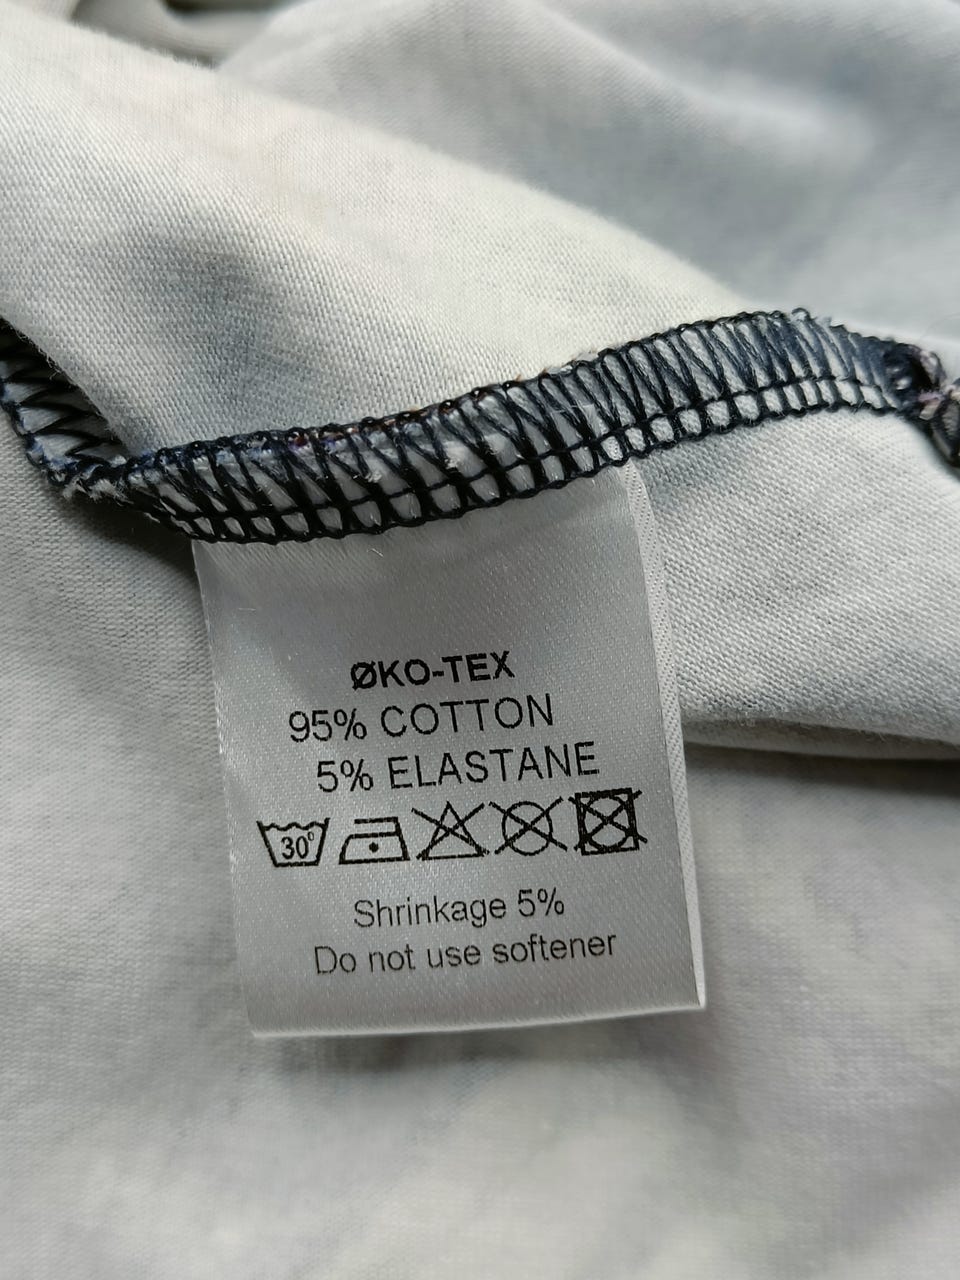 ØKO-TEX
95% COTTON
5% ELASTANE
30°
Shrinkage 5%
Do not use softener